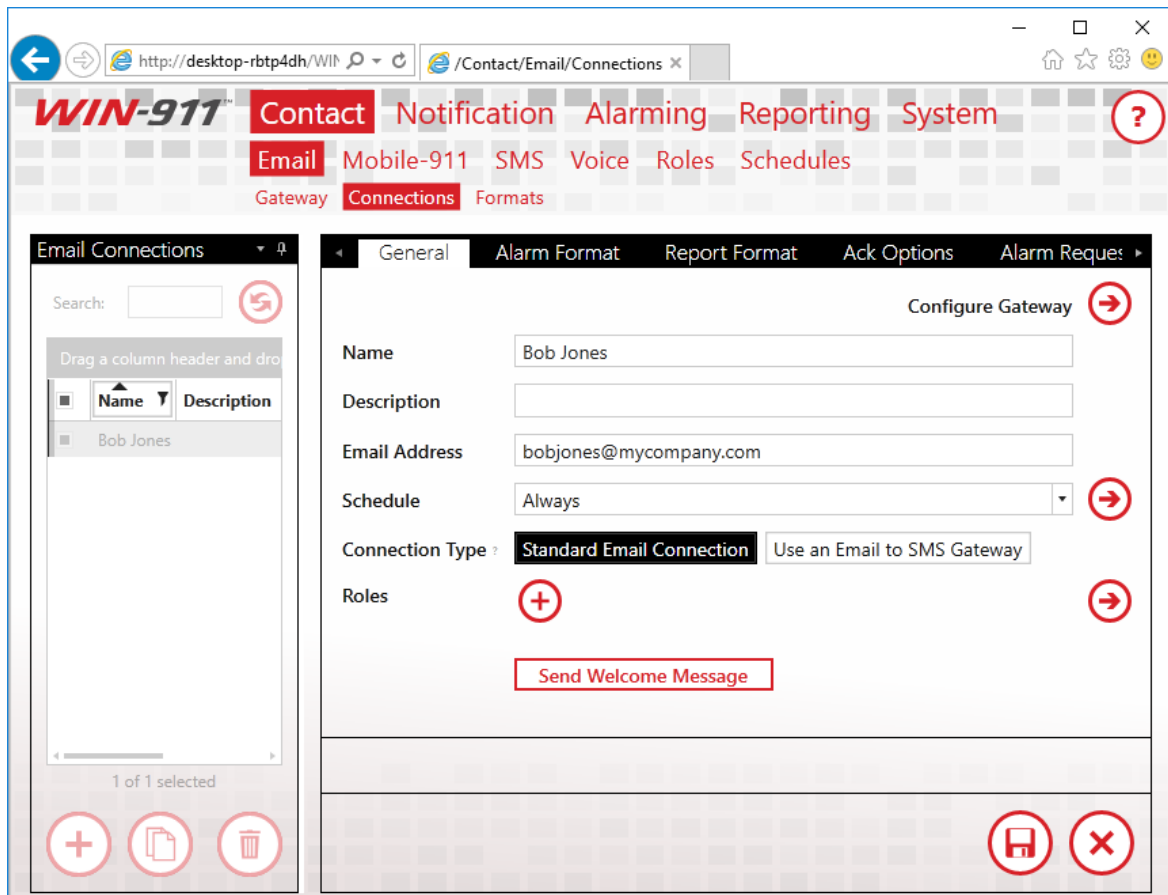 http://desktop-rbtp4dh/WIN
/Contact/Email/Connections
WIN-911™ Contact Notification Alarming Reporting System ?
Email Mobile-911 SMS Voice Roles Schedules
Gateway Connections Formats
Email Connections
General Alarm Format Report Format Ack Options Alarm Reques
Search:
Configure Gateway
Drag a column header and dro
Name Description
Bob Jones
Name Bob Jones
Description
Email Address bobjones@mycompany.com
Schedule Always
Connection Type ? Standard Email Connection Use an Email to SMS Gateway
Roles
Send Welcome Message
1 of 1 selected